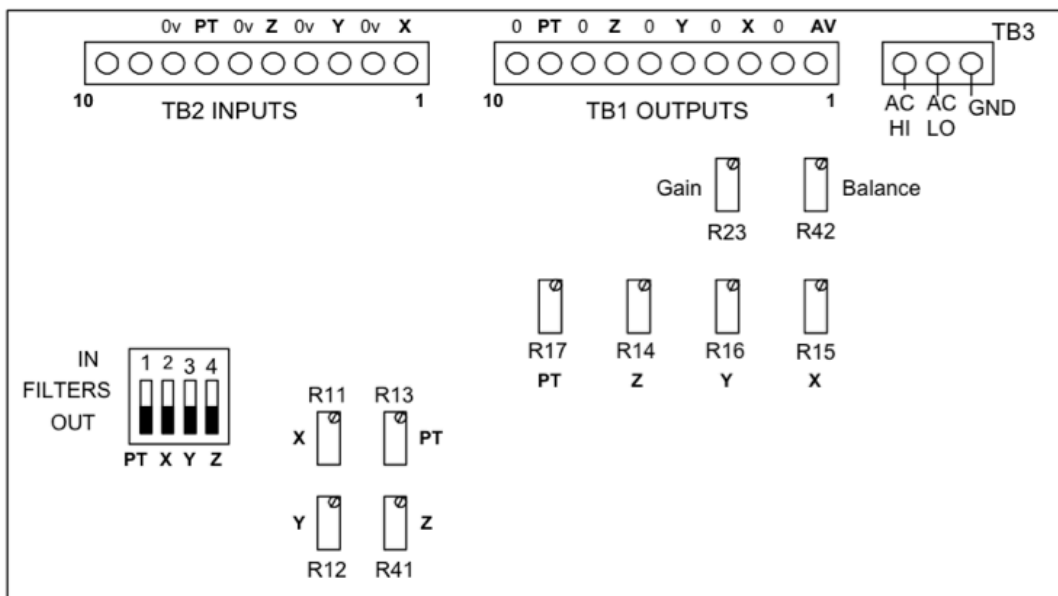 0v PT 0v Z 0v Y 0v X
0 PT 0 Z 0 Y 0 X 0 AV
TB3
10 1
TB2 INPUTS
10 1
TB1 OUTPUTS
AC AC GND
HI LO
Gain Balance
R23 R42
R17 R14 R16 R15
PT Z Y X
IN
FILTERS
OUT
1 2 3 4
PT X Y Z
R11 R13
X PT
Y Z
R12 R41